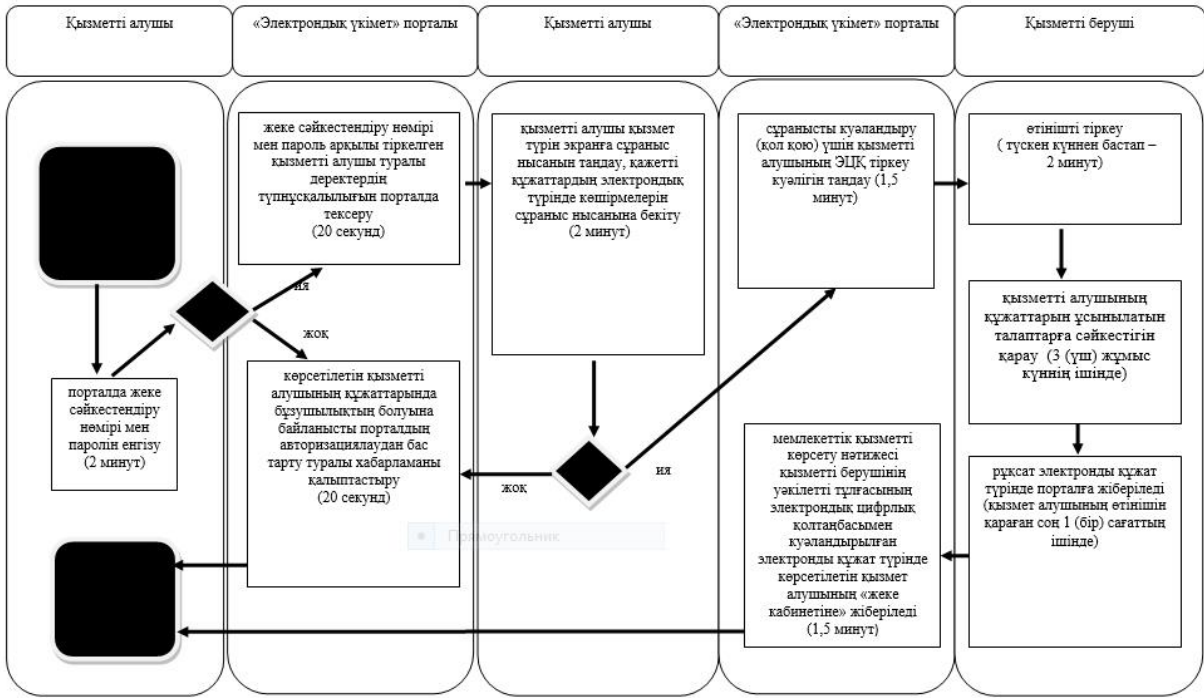 Қызметті алушы
«Электрондық үкімет» порталы
Қызметті алушы
«Электрондық үкімет» порталы
Қызметті беруші
жеке сәйкестендіру нөмірі
мен пароль арқылы тіркелген
қызметті алушы туралы
деректердің
түпнұсқалылығын порталда
тексеру
(20 секунд)
қызметті алушы қызмет
түрін экранға сұраныс
нысанын таңдау, қажетті
құжаттардың электрондық
түрінде көшірмелерін
сұраныс нысанына бекіту
(2 минут)
сұранысты куәландыру
(қол қою) үшін қызметті
алушының ЭЦҚ тіркеу
куәлігін таңдау (1,5
минут)
өтінішті тіркеу
( түскен күннен бастап –
2 минут)
ия
жоқ
порталда жеке
сәйкестендіру
нөмірі мен
паролін енгізу
(2 минут)
көрсетілетін қызметті
алушының құжаттарында
бұзушылықтың болуына
байланысты порталдың
авторизациялаудан бас
тарту туралы хабарламаны
қалыптастыру
(20 секунд)
жоқ
ия
қызметті алушының
құжаттарын ұсынылатын
талаптарға сәйкестігін
қарау (3 (үш) жұмыс
күннің ішінде)
мемлекеттік қызметті
көрсету нәтижесі
қызметті берушінің
уәкілетті тұлғасының
электрондық цифрлық
қолтаңбасымен
куәландырылған
электронды құжат түрінде
көрсетілетін қызмет
алушының «жеке
кабинетіне» жіберіледі
(1,5 минут)
рұқсат электронды құжат
түрінде порталға жіберіледі
(қызмет алушының өтінішін
қараған соң 1 (бір) сағаттың
ішінде)
Прямоугольник